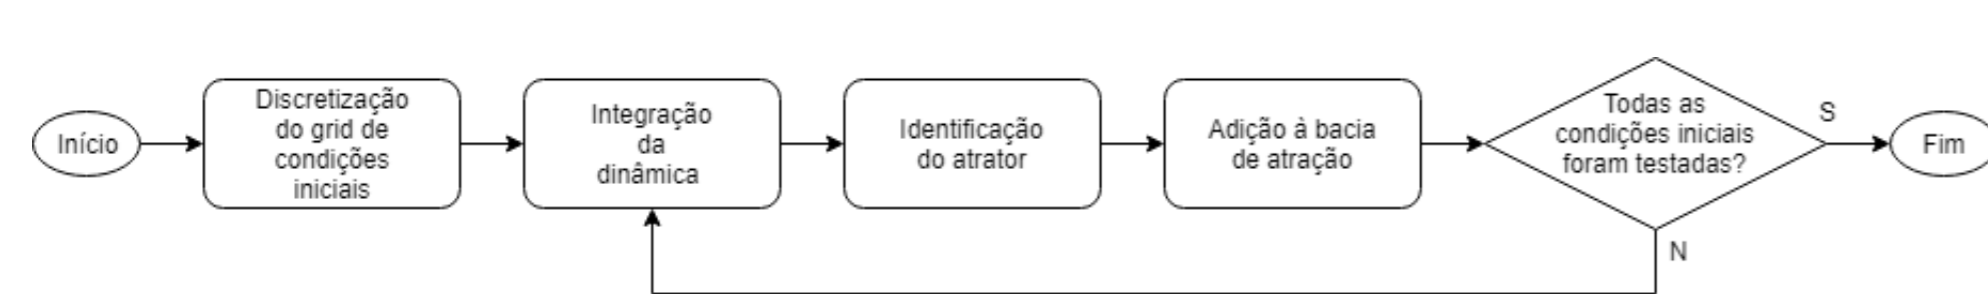 Início
Discretização
do grid de
condições
iniciais
Integração
da
dinâmica
Identificação
do atrator
Adição à bacia
de atração
Todas as
condições iniciais
foram testadas?
S
Fim
N